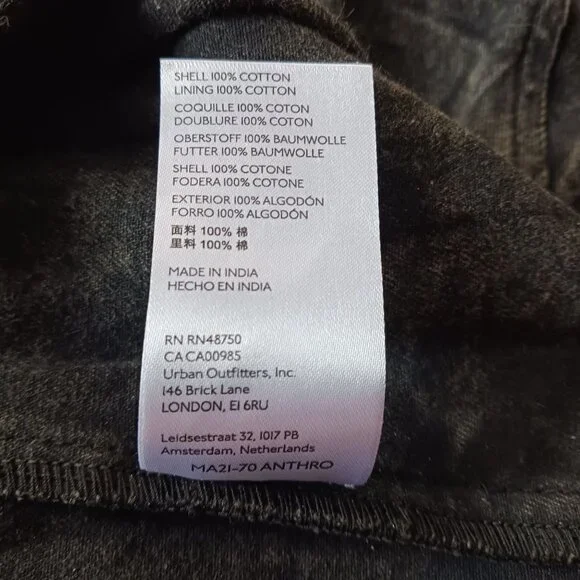 SHELL 100% COTTON
LINING 100% COTTON
COQUILLE 100% COTON
DOUBLURE 100% COTON
OBERSTOFF 100% BAUMWOLLE
FUTTER 100% BAUMWOLLE
SHELL 100% COTONE
FODERA 100% COTONE
EXTERIOR 100% ALGODÓN
FORRO 100% ALGODÓN
面料 100% 棉
里料 100% 棉
MADE IN INDIA
HECHO EN INDIA
RN RN48750
CA CA00985
Urban Outfitters, Inc.
146 Brick Lane
LONDON, E1 6RU
Leidsestraat 32, 1017 PB
Amsterdam, Netherlands
MA21-70 ANTHRO